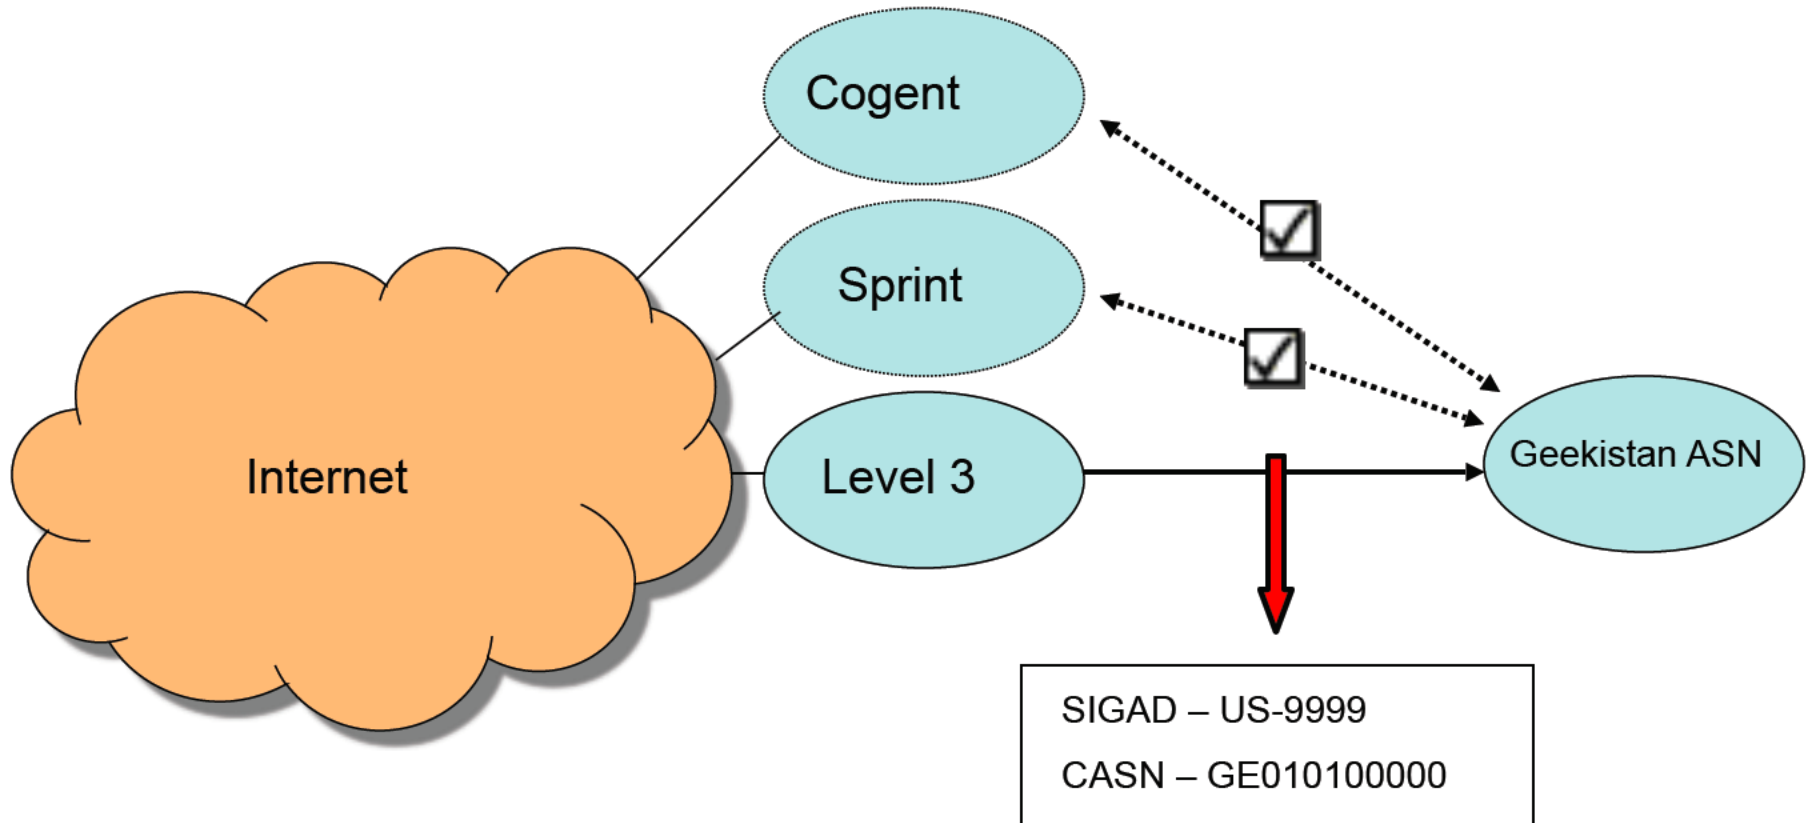 Cogent
Sprint
Internet
Level 3
Geekistan ASN
SIGAD – US-9999
CASN – GE010100000